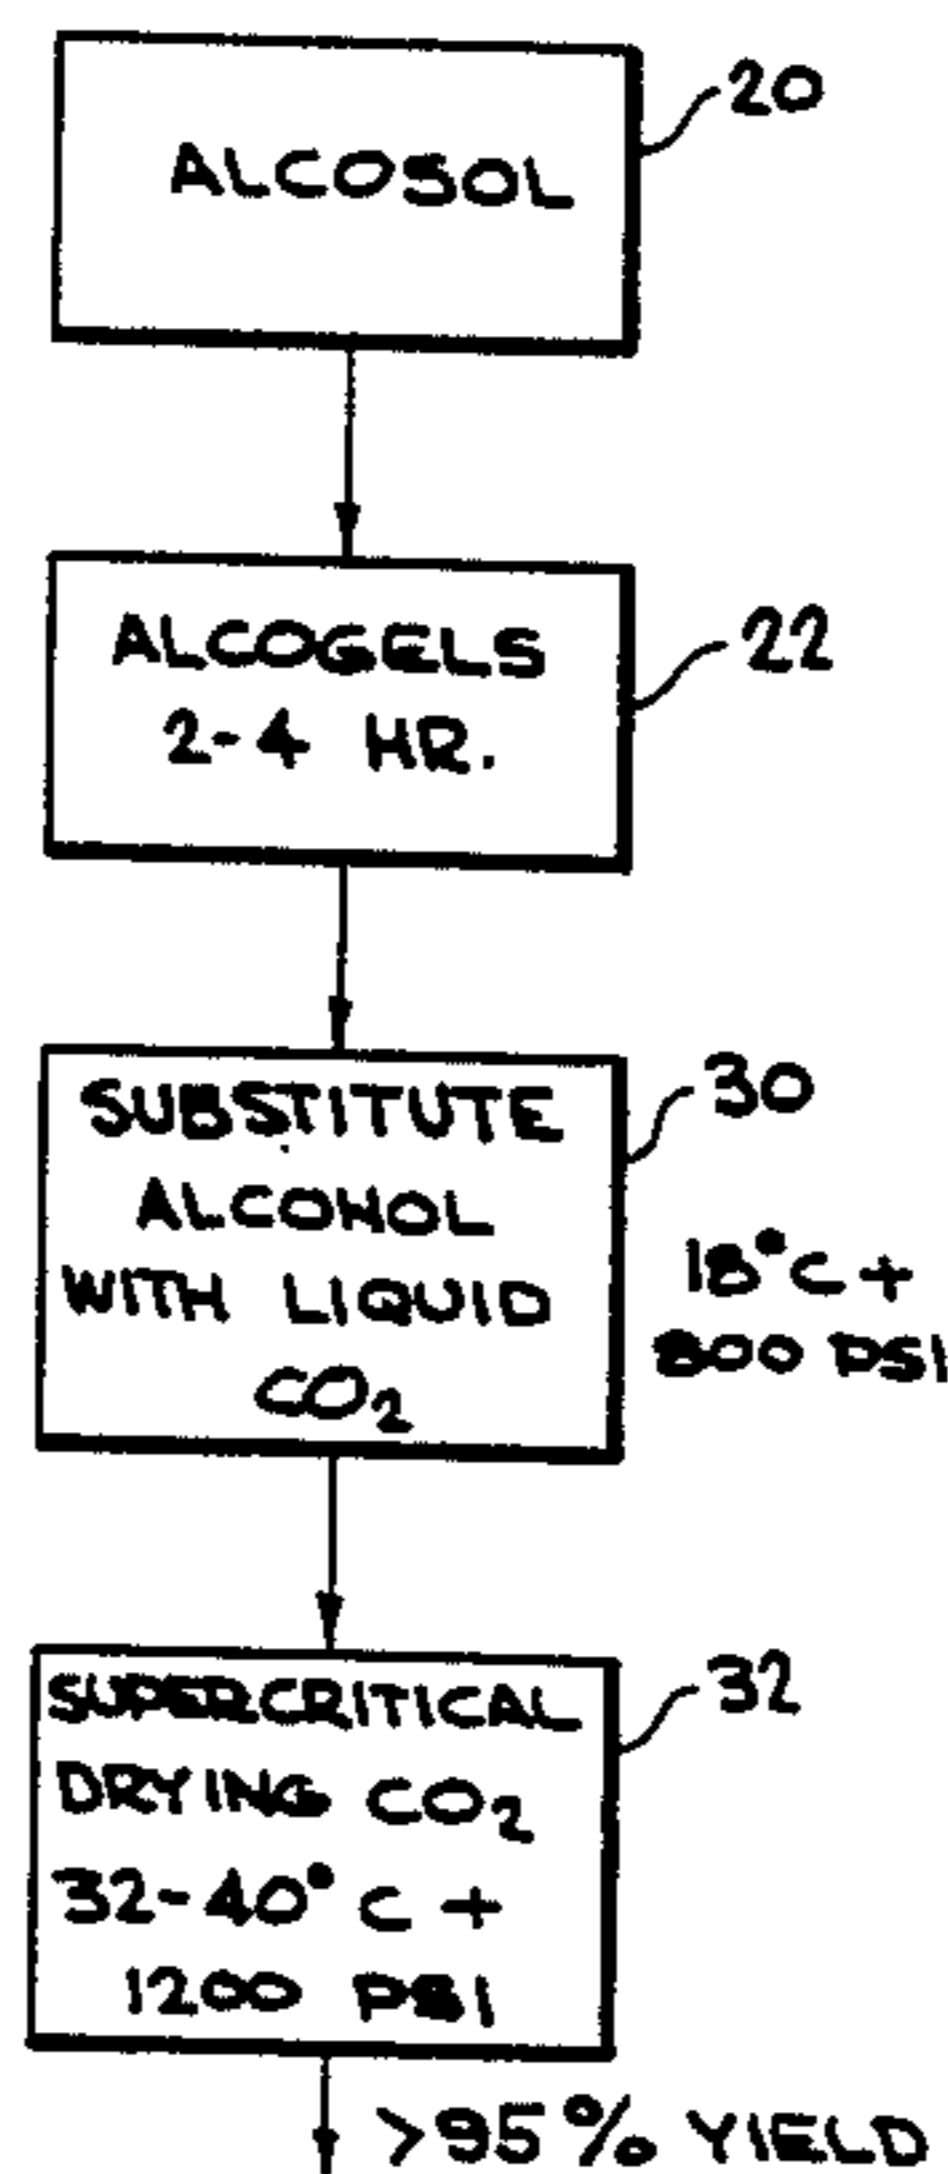 ALCOSOL
20
ALCOGELS
2-4 HR.
22
SUBSTITUTE
ALCOHOL
WITH LIQUID
CO₂
30
18°C +
800 PSI
SUPERCRITICAL
DRYING CO₂
32-40°C +
1200 PSI
32
>95% YIELD